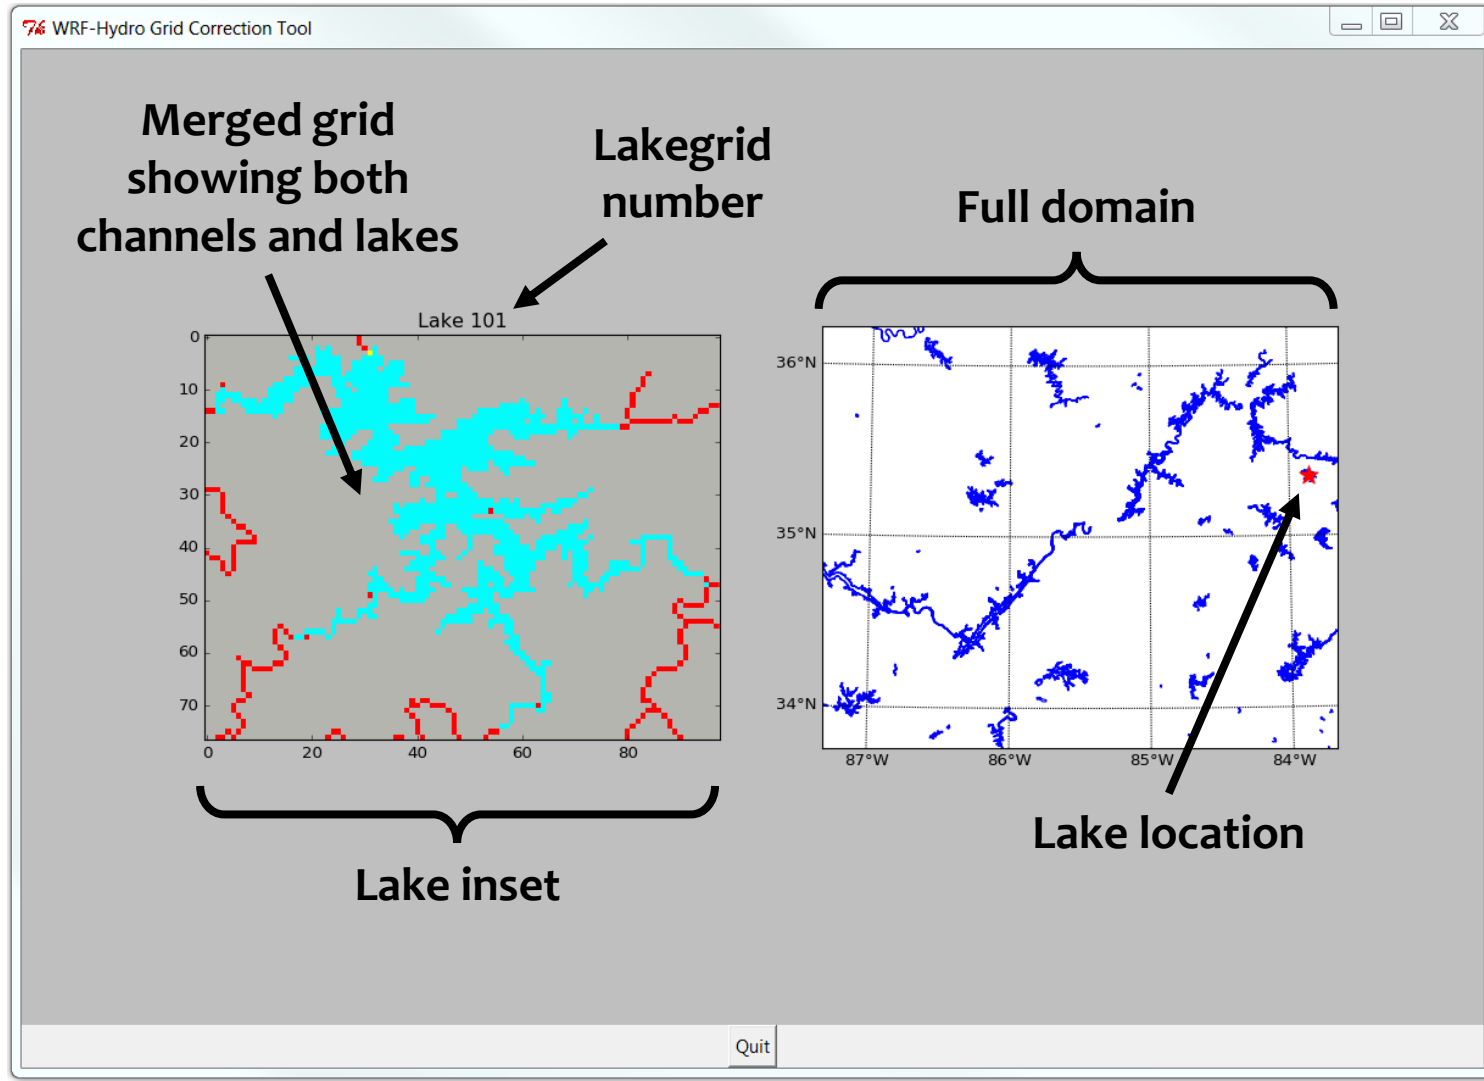 WRF-Hydro Grid Correction Tool
Merged grid
showing both
channels and lakes
Lakegrid
number
Full domain
Lake 101
0
10
20
30
40
50
60
70
0 20 40 60 80
36°N
35°N
34°N
87°W 86°W 85°W 84°W
Lake inset
Lake location
Quit